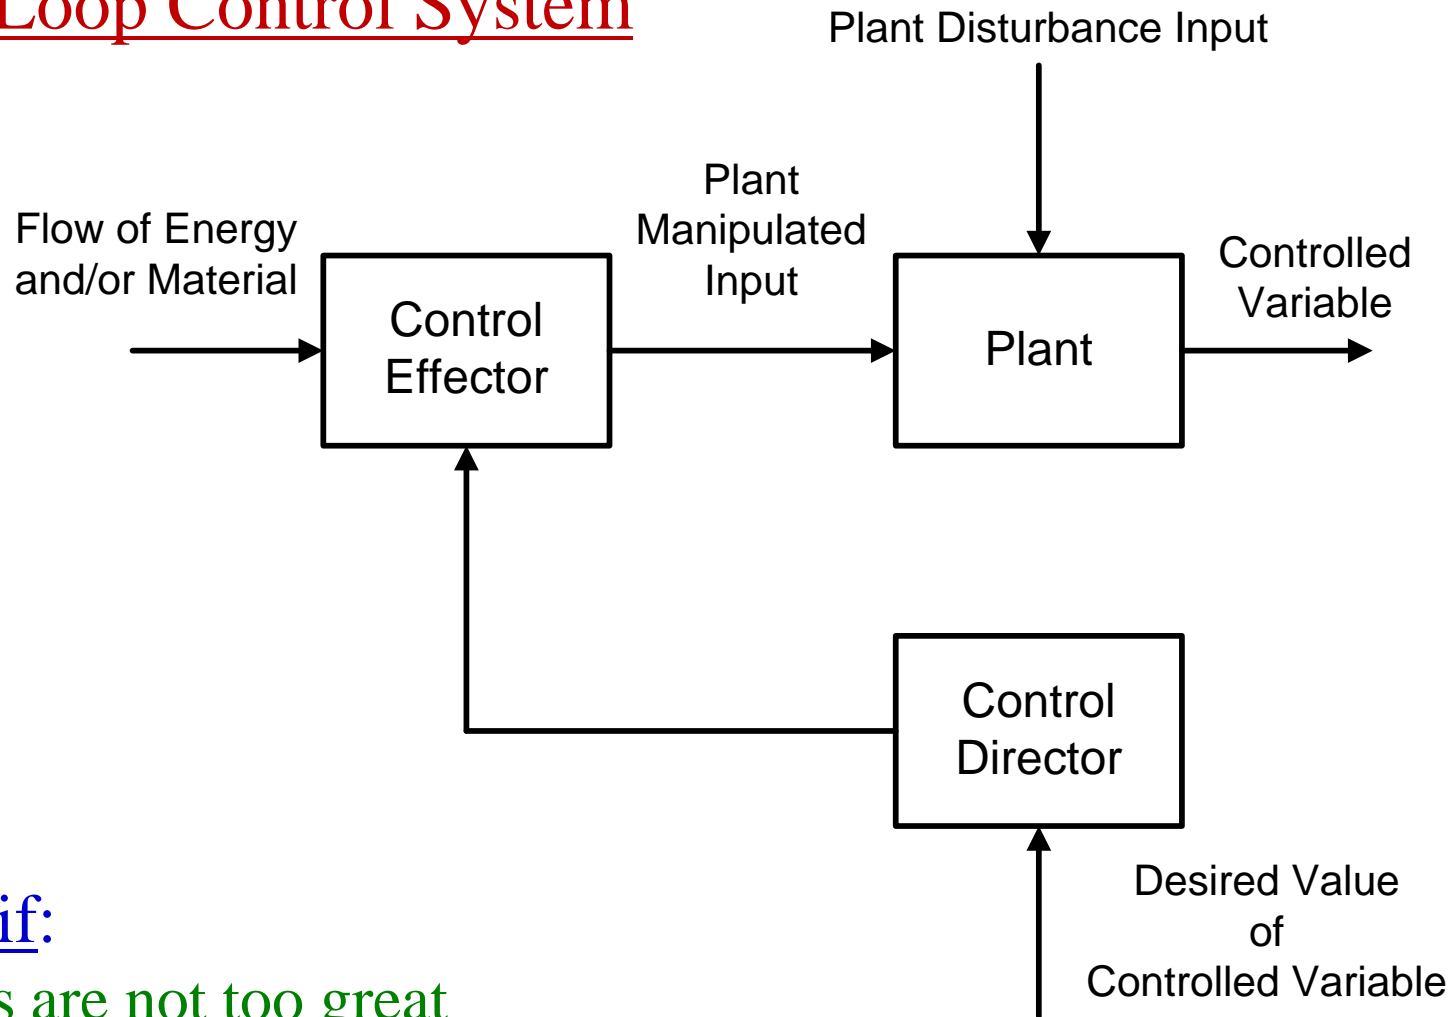 Loop Control System
Plant Disturbance Input
Flow of Energy
and/or Material
Plant
Manipulated
Input
Controlled
Variable
Control
Effector
Plant
Control
Director
Desired Value
of
Controlled Variable
if:
s are not too great